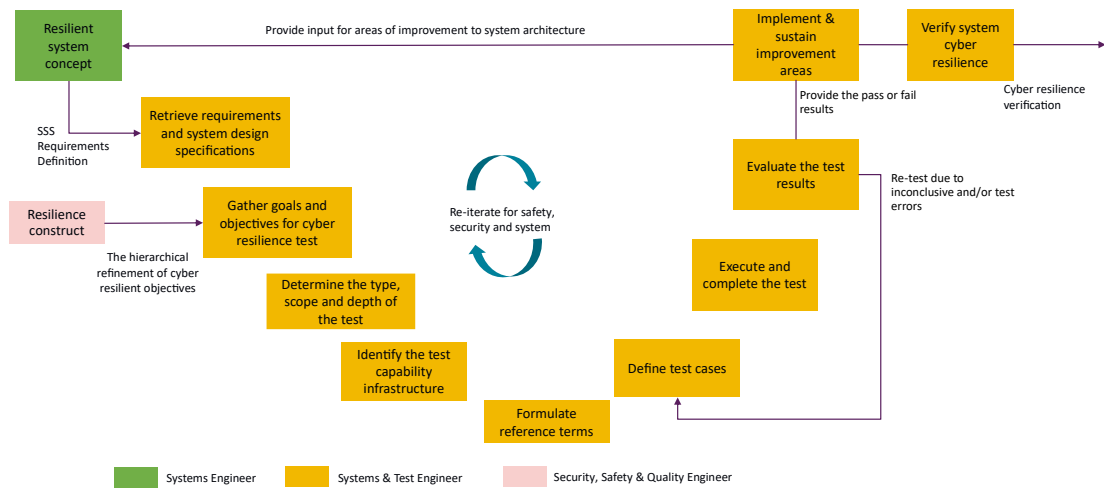 Resilient
system
concept
Provide input for areas of improvement to system architecture
Implement &
sustain
improvement
areas
Verify system
cyber
resilience
Cyber resilience
verification
Provide the pass or fail
results
SSS
Requirements
Definition
Retrieve requirements
and system design
specifications
Evaluate the test
results
Re-test due to
inconclusive and/or test
errors
Resilience
construct
The hierarchical
refinement of cyber
resilient objectives
Gather goals and
objectives for cyber
resilience test
Re-iterate for safety,
security and system
Execute and
complete the test
Determine the type,
scope and depth of
the test
Identify the test
capability
infrastructure
Define test cases
Formulate
reference terms
Systems Engineer
Systems & Test Engineer
Security, Safety & Quality Engineer